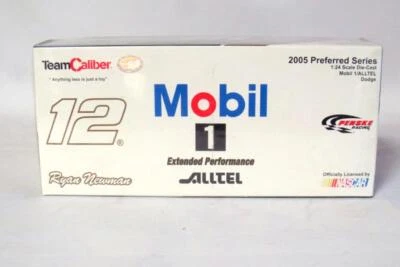 TeamCaliber®
"Anything less is just a toy"
2005 Preferred Series
1:24 Scale Die-Cast
Mobil 1/ALLTEL
Dodge
12®
Mobil
1
Extended Performance
ALLTEL
PENSKE
RACING
Ryan Newman
Officially Licensed by
NASCAR